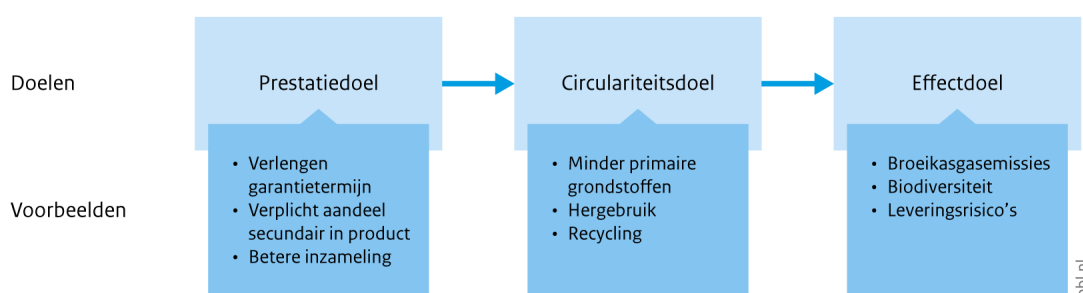 Doelen
Prestatiedoel
Circulariteitsdoel
Effectdoel
Voorbeelden
• Verlengen
garantietermijn
• Verplicht aandeel
secundair in product
• Betere inzameling
• Minder primaire
grondstoffen
• Hergebruik
• Recycling
• Broeikasgasemissies
• Biodiversiteit
• Leveringsrisico’s